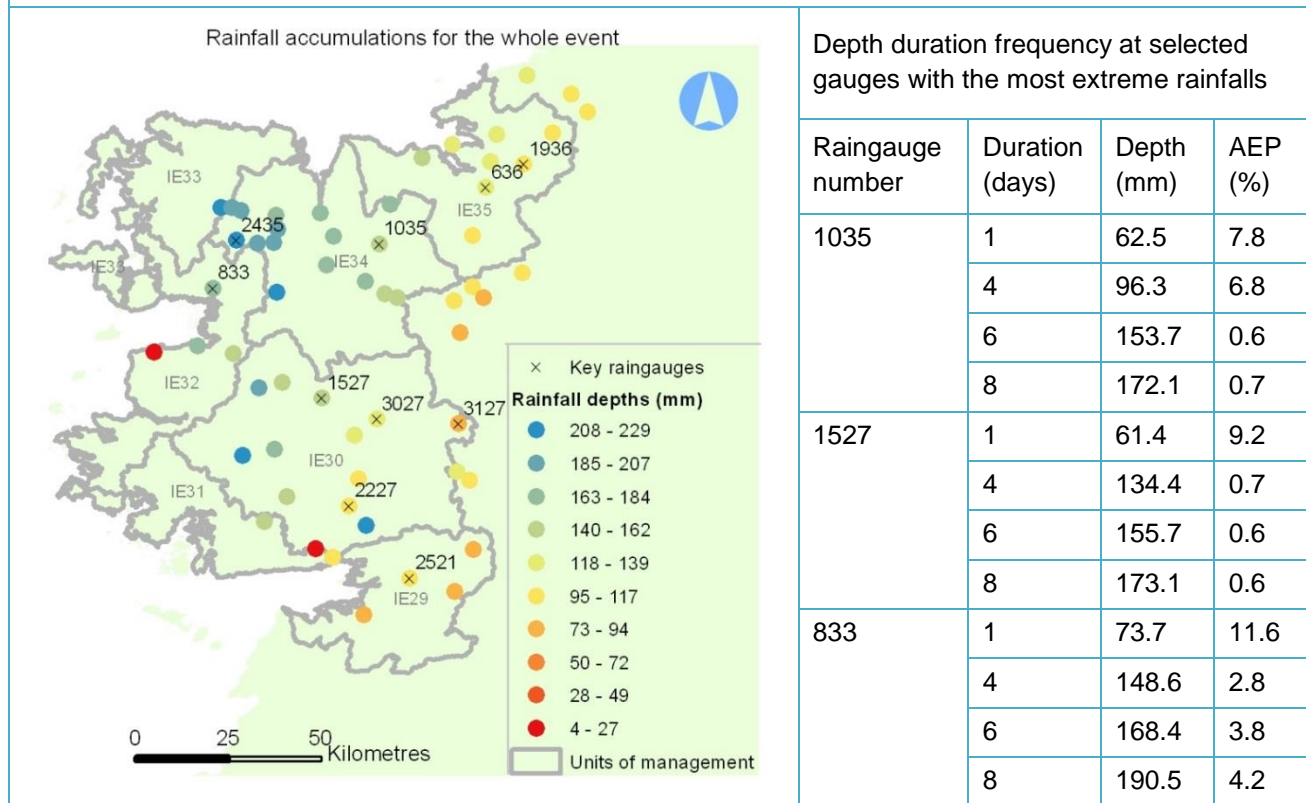 Rainfall accumulations for the whole event
1936
636
IE33
IE35
2435
1035
IE34
IE33
833
IE32
1527
3027
3127
IE30
2227
IE31
2521
IE29
× Key raingauges
Rainfall depths (mm)
208 - 229
185 - 207
163 - 184
140 - 162
118 - 139
95 - 117
73 - 94
50 - 72
28 - 49
4 - 27
Units of management
0 25 50 Kilometres
Depth duration frequency at selected
gauges with the most extreme rainfalls
Raingauge number Duration (days) Depth (mm) AEP (%)
1035 1 62.5 7.8
4 96.3 6.8
6 153.7 0.6
8 172.1 0.7
1527 1 61.4 9.2
4 134.4 0.7
6 155.7 0.6
8 173.1 0.6
833 1 73.7 11.6
4 148.6 2.8
6 168.4 3.8
8 190.5 4.2